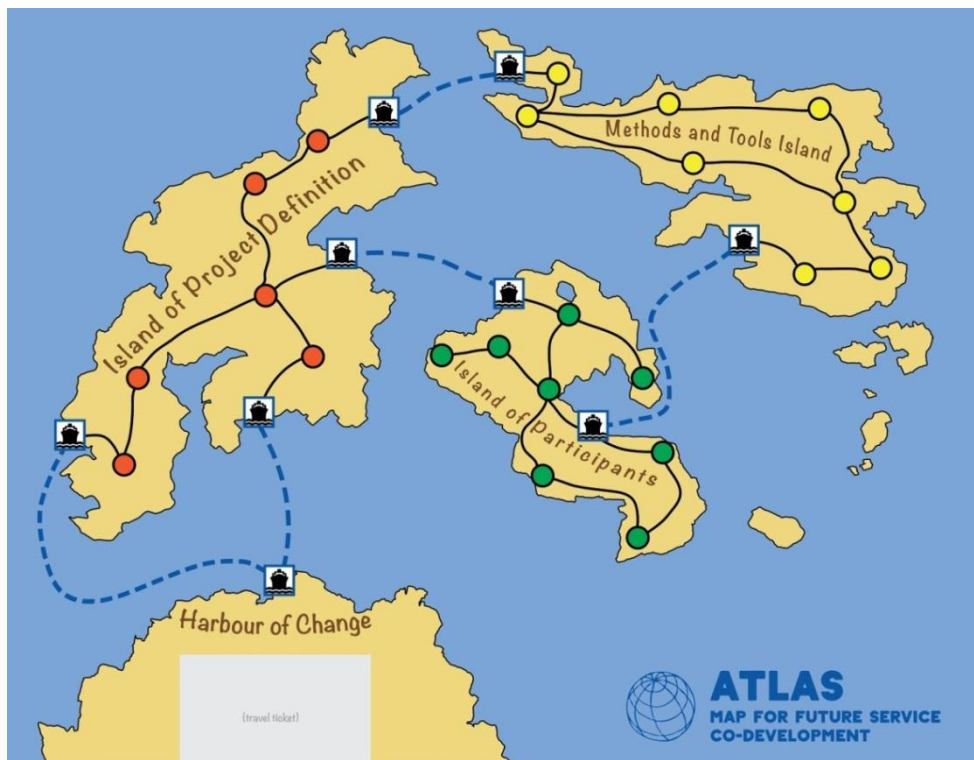 Methods and Tools Island
Island of Project Definition
Island of Participants
Harbour of Change
(travel ticket)
ATLAS
MAP FOR FUTURE SERVICE
CO-DEVELOPMENT